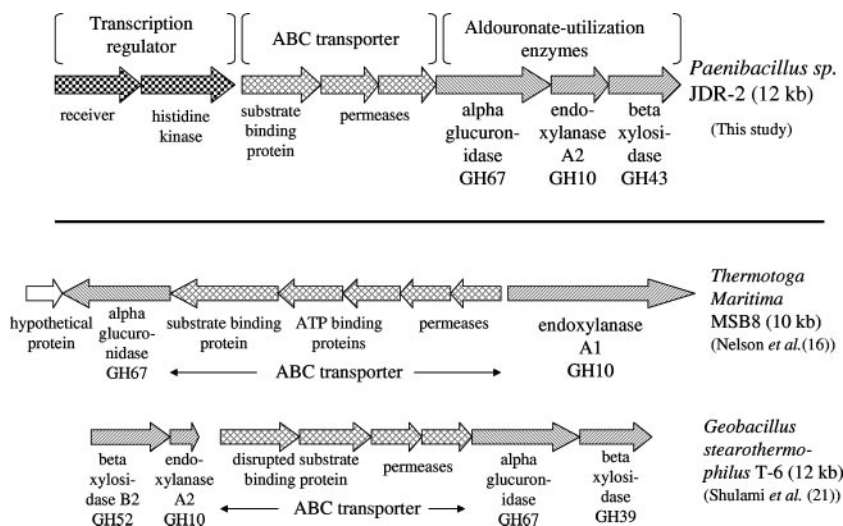 Transcription
regulator
ABC transporter
Aldouronate-utilization
enzymes
receiver
histidine
kinase
substrate
binding
protein
permeases
alpha
glucuron-
idase
GH67
endo-
xylanase
A2
GH10
beta
xylosi-
dase
GH43
Paenibacillus sp.
JDR-2 (12 kb)
(This study)
hypothetical
protein
alpha
glucuro-
nidase
GH67
substrate binding
protein
ATP binding
proteins
permeases
ABC transporter
endoxylanase
A1
GH10
Thermotoga
Maritima
MSB8 (10 kb)
(Nelson et al.(16))
beta
xylosi-
dase B2
GH52
endo-
xylanase
A2
GH10
disrupted substrate
binding protein
permeases
ABC transporter
alpha
glucuron-
idase
GH67
beta
xylosi-
dase
GH39
Geobacillus
stearothermo-
philus T-6 (12 kb)
(Shulami et al. (21))